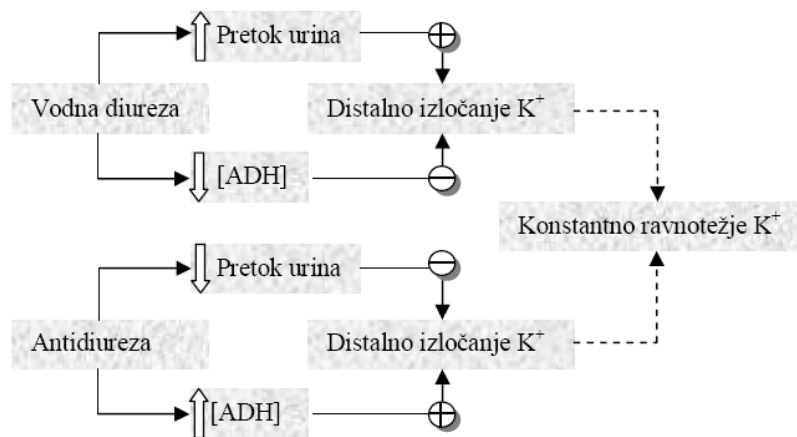 Pretok urina
Vodna diureza
Distalno izločanje K⁺
[ADH]
Konstantno ravnotežje K⁺
Pretok urina
Antidiureza
Distalno izločanje K⁺
[ADH]